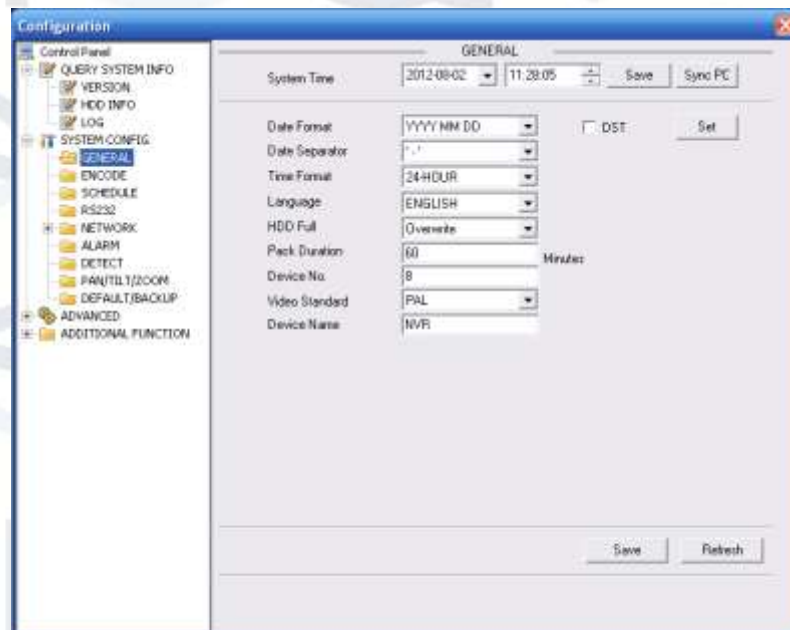 Configuration
Control Panel
QUERY SYSTEM INFO
VERSION
HDD INFO
LOG
SYSTEM CONFIG
GENERAL
ENCODE
SCHEDULE
RS232
NETWORK
ALARM
DETECT
PAN/TILT/ZOOM
DEFAULT/BACKUP
ADVANCED
ADDITIONAL FUNCTION
GENERAL
System Time 2012-08-02 11:28:05 Save Sync PC
Date Format YYYY MM DD DST Set
Date Separator '-'
Time Format 24-HOUR
Language ENGLISH
HDD Full Overwrite
Pack Duration 60 Minutes
Device No. 8
Video Standard PAL
Device Name NVR
Save Refresh